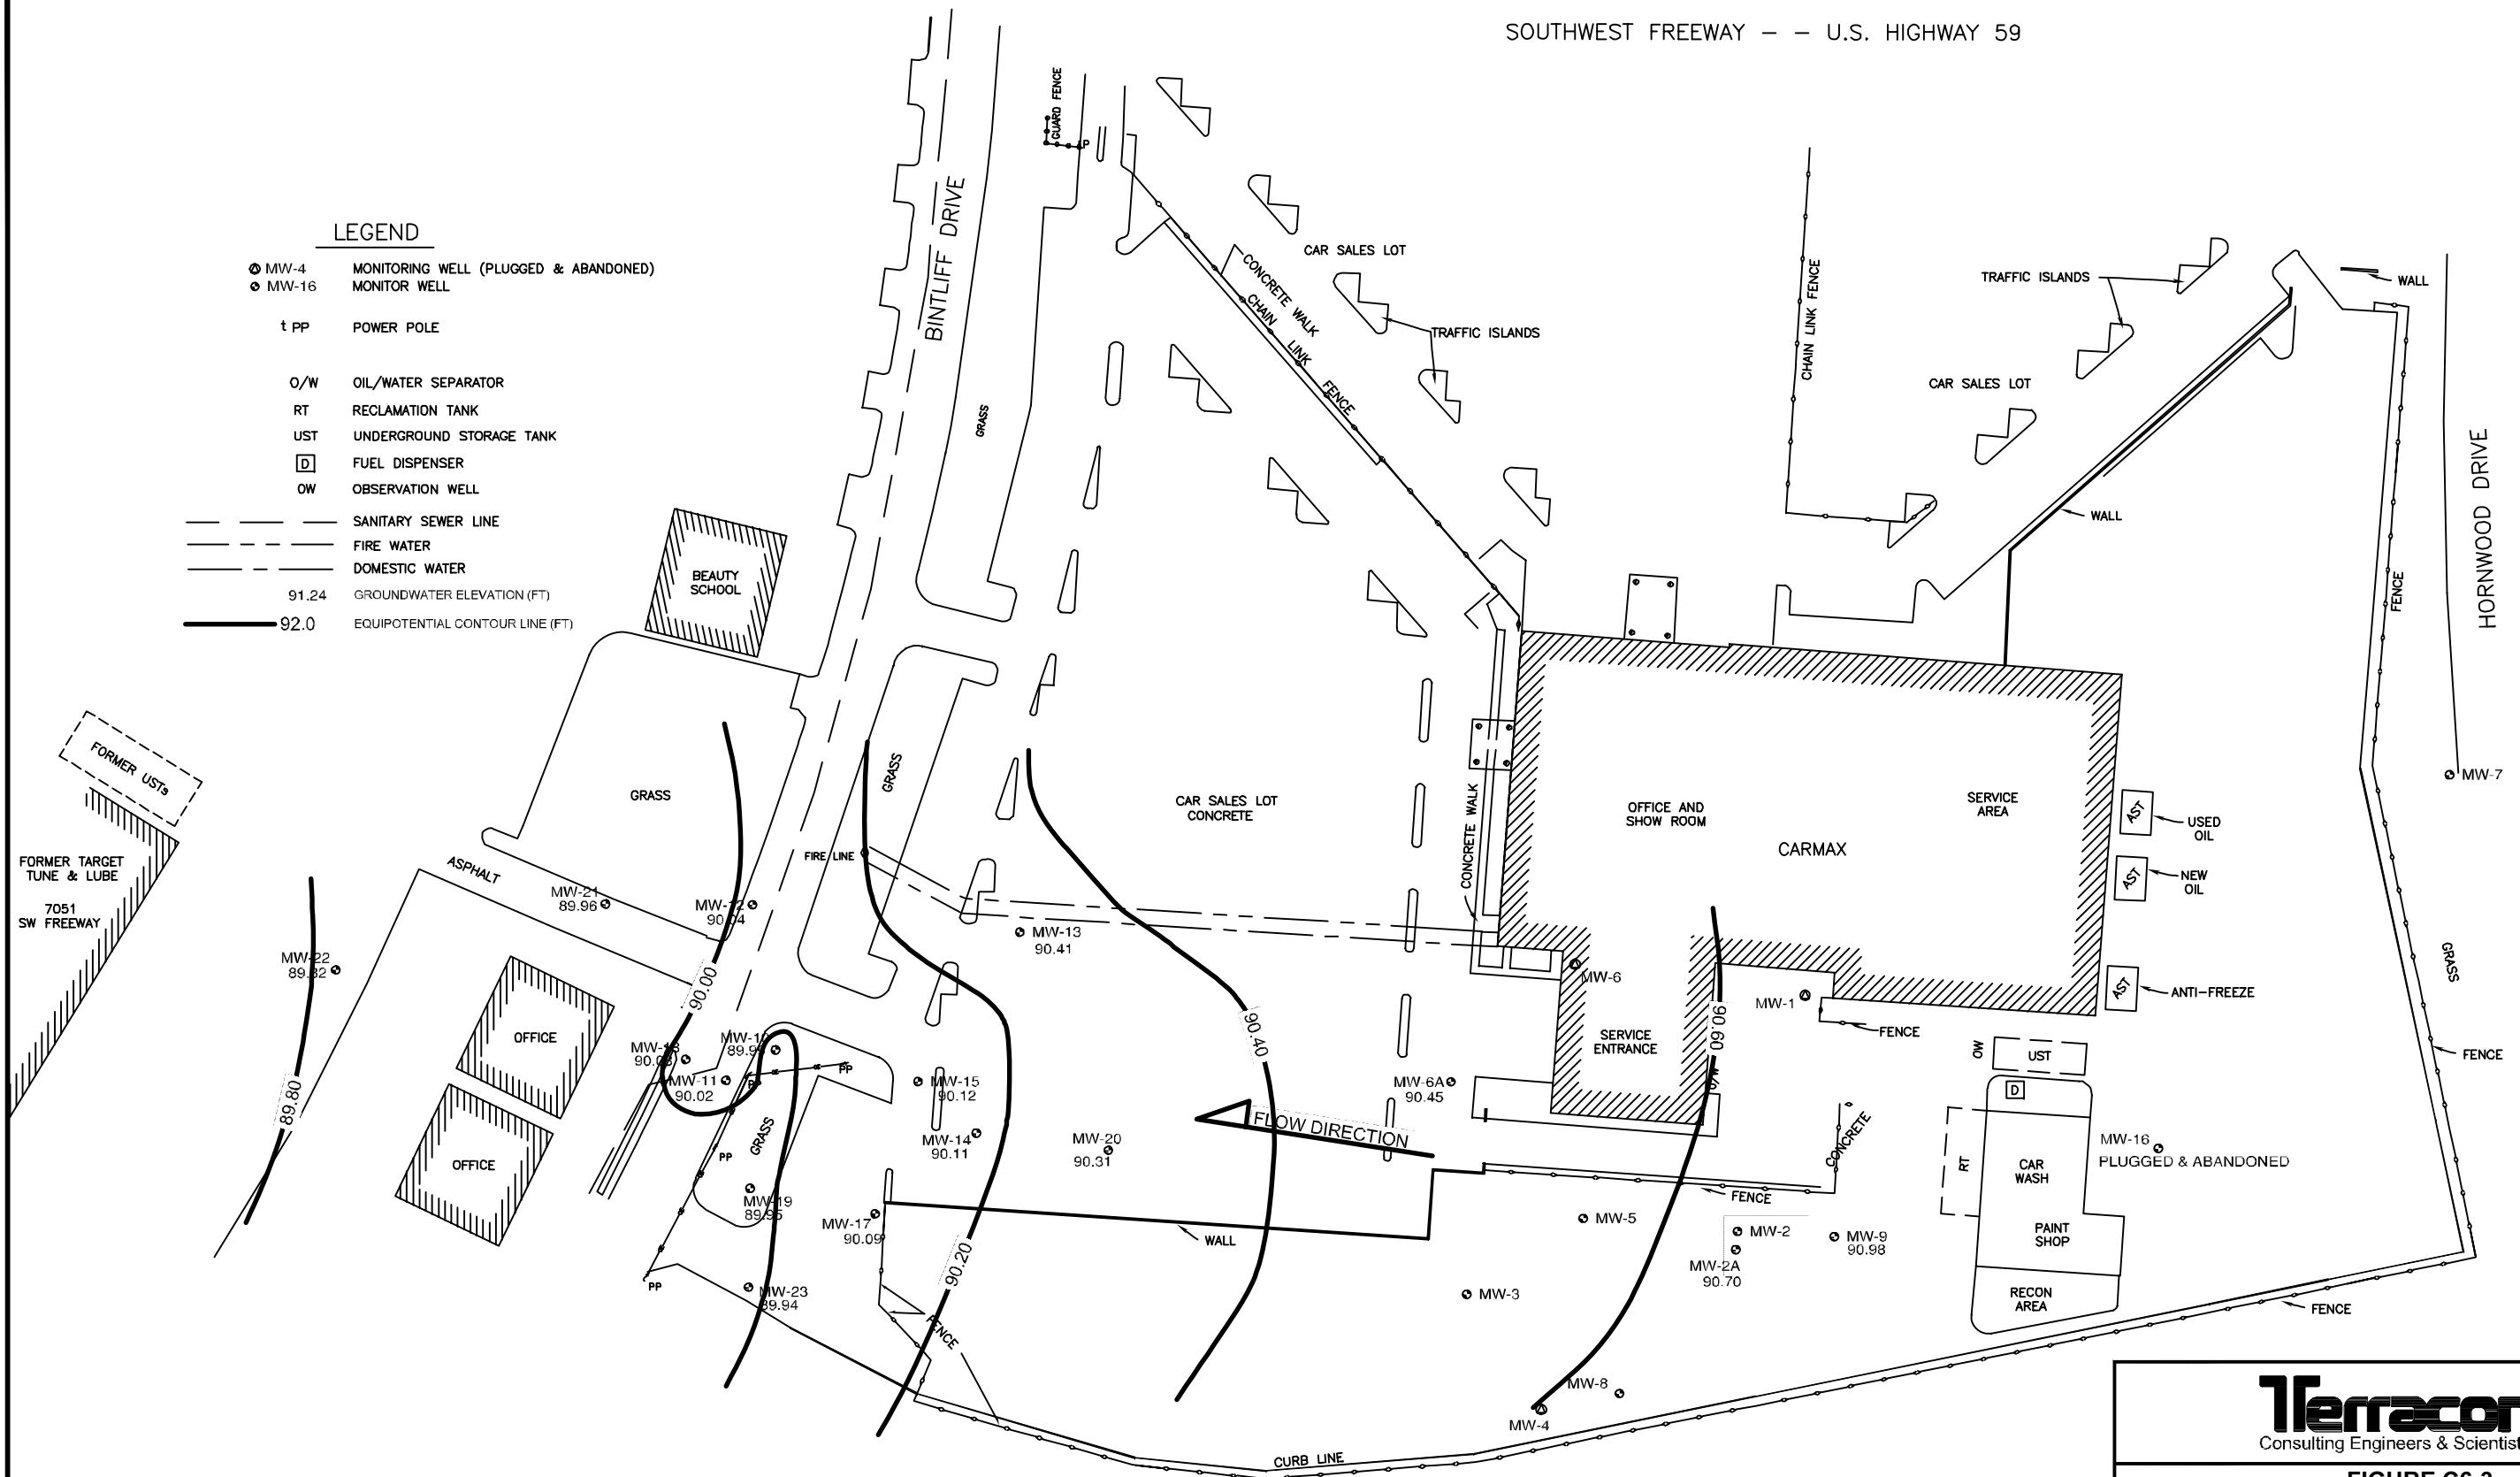 SOUTHWEST FREEWAY — — U.S. HIGHWAY 59
LEGEND
MW-4 MONITORING WELL (PLUGGED & ABANDONED)
MW-16 MONITOR WELL
t PP POWER POLE
O/W OIL/WATER SEPARATOR
RT RECLAMATION TANK
UST UNDERGROUND STORAGE TANK
D FUEL DISPENSER
OW OBSERVATION WELL
SANITARY SEWER LINE
FIRE WATER
DOMESTIC WATER
91.24 GROUNDWATER ELEVATION (FT)
92.0 EQUIPOTENTIAL CONTOUR LINE (FT)
BINTLIFF DRIVE
GUARD FENCE
GRASS
CONCRETE WALK
CHAIN LINK FENCE
CAR SALES LOT
TRAFFIC ISLANDS
CHAIN LINK FENCE
TRAFFIC ISLANDS
CAR SALES LOT
WALL
WALL
FENCE
HORNWOOD DRIVE
BEAUTY
SCHOOL
FORMER USTs
FORMER TARGET
TUNE & LUBE
7051
SW FREEWAY
GRASS
GRASS
ASPHALT
FIRE LINE
CAR SALES LOT
CONCRETE
CONCRETE WALK
OFFICE AND
SHOW ROOM
SERVICE
AREA
CARMAX
AST
USED
OIL
AST
NEW
OIL
AST
ANTI-FREEZE
MW-7
GRASS
FENCE
MW-21
89.96
MW-12
90.04
MW-22
89.82
MW-13
90.41
MW-6
MW-1
FENCE
SERVICE
ENTRANCE
O/W
OW
UST
D
OFFICE
OFFICE
89.80
90.00
90.20
90.40
90.60
MW-18
MW-11
90.02
PP
PP
PP
PP
GRASS
MW-15
90.12
MW-14
90.11
MW-20
90.31
MW-6A
90.45
FLOW DIRECTION
CONCRETE
RT
CAR
WASH
PAINT
SHOP
RECON
AREA
MW-16
PLUGGED & ABANDONED
MW-19
89.95
MW-17
90.09
MW-23
89.94
WALL
FENCE
FENCE
MW-5
MW-2
MW-2A
90.70
MW-9
90.98
MW-3
MW-8
MW-4
FENCE
CURB LINE
Terracon
Consulting Engineers & Scientist